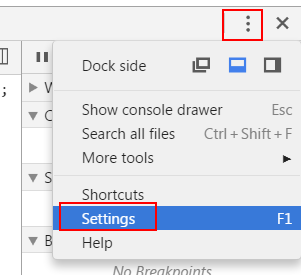 ;
Dock side
W
Show console drawer Esc
C
Search all files Ctrl + Shift + F
More tools
S
Shortcuts
Settings F1
B
Help
No Breakpoints